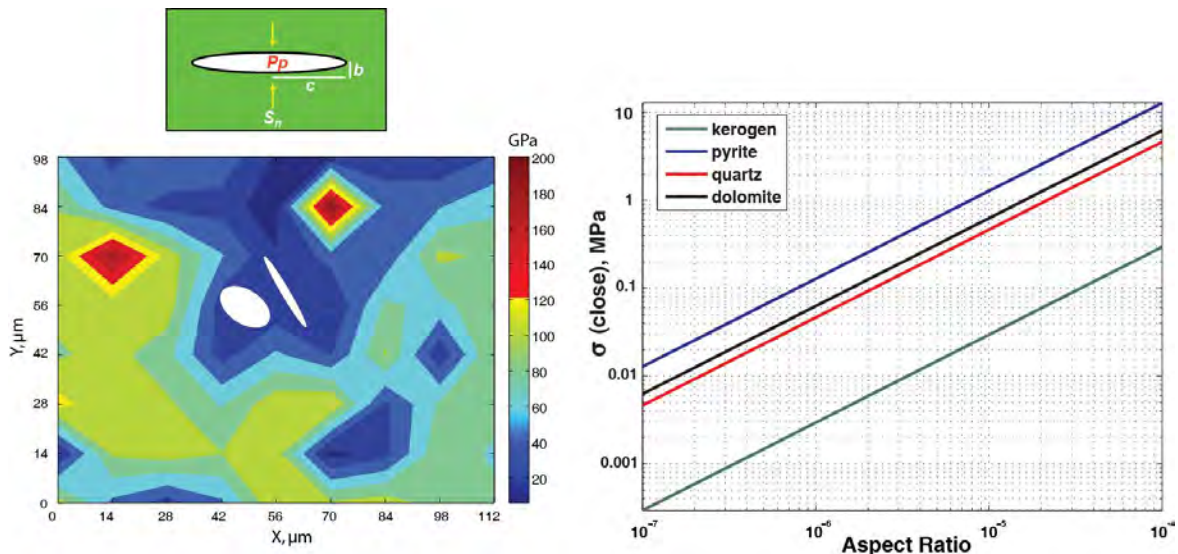 Pp
b
c
Sn
GPa
200
180
160
140
120
100
80
60
40
20
98
84
70
56
42
28
14
0
Y, µm
0 14 28 42 56 70 84 98 112
X, µm
kerogen
pyrite
quartz
dolomite
10
1
0.1
0.01
0.001
σ (close), MPa
10⁻⁷ 10⁻⁶ 10⁻⁵ 10⁻⁴
Aspect Ratio